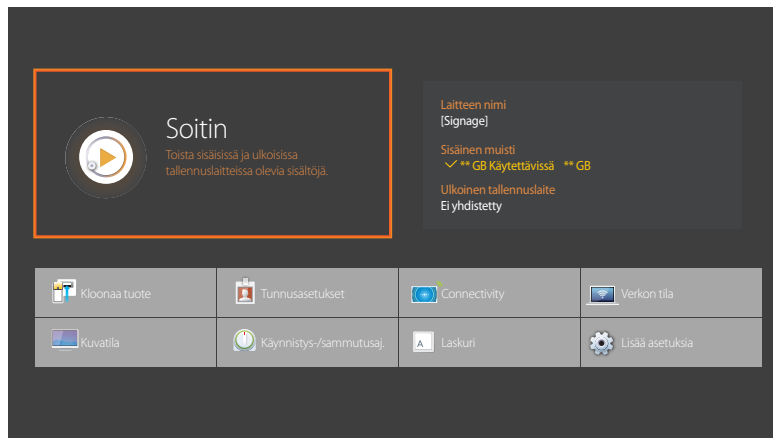 Soitin
Toista sisäisissä ja ulkoisissa
tallennuslaitteissa olevia sisältöjä.
Laitteen nimi
[Signage]
Sisäinen muisti
** GB Käytettävissä ** GB
Ulkoinen tallennuslaite
Ei yhdistetty
Kloonaa tuote
Tunnusasetukset
Connectivity
Verkon tila
Kuvatila
Käynnistys-/sammutusaj.
A
Laskuri
Lisää asetuksia